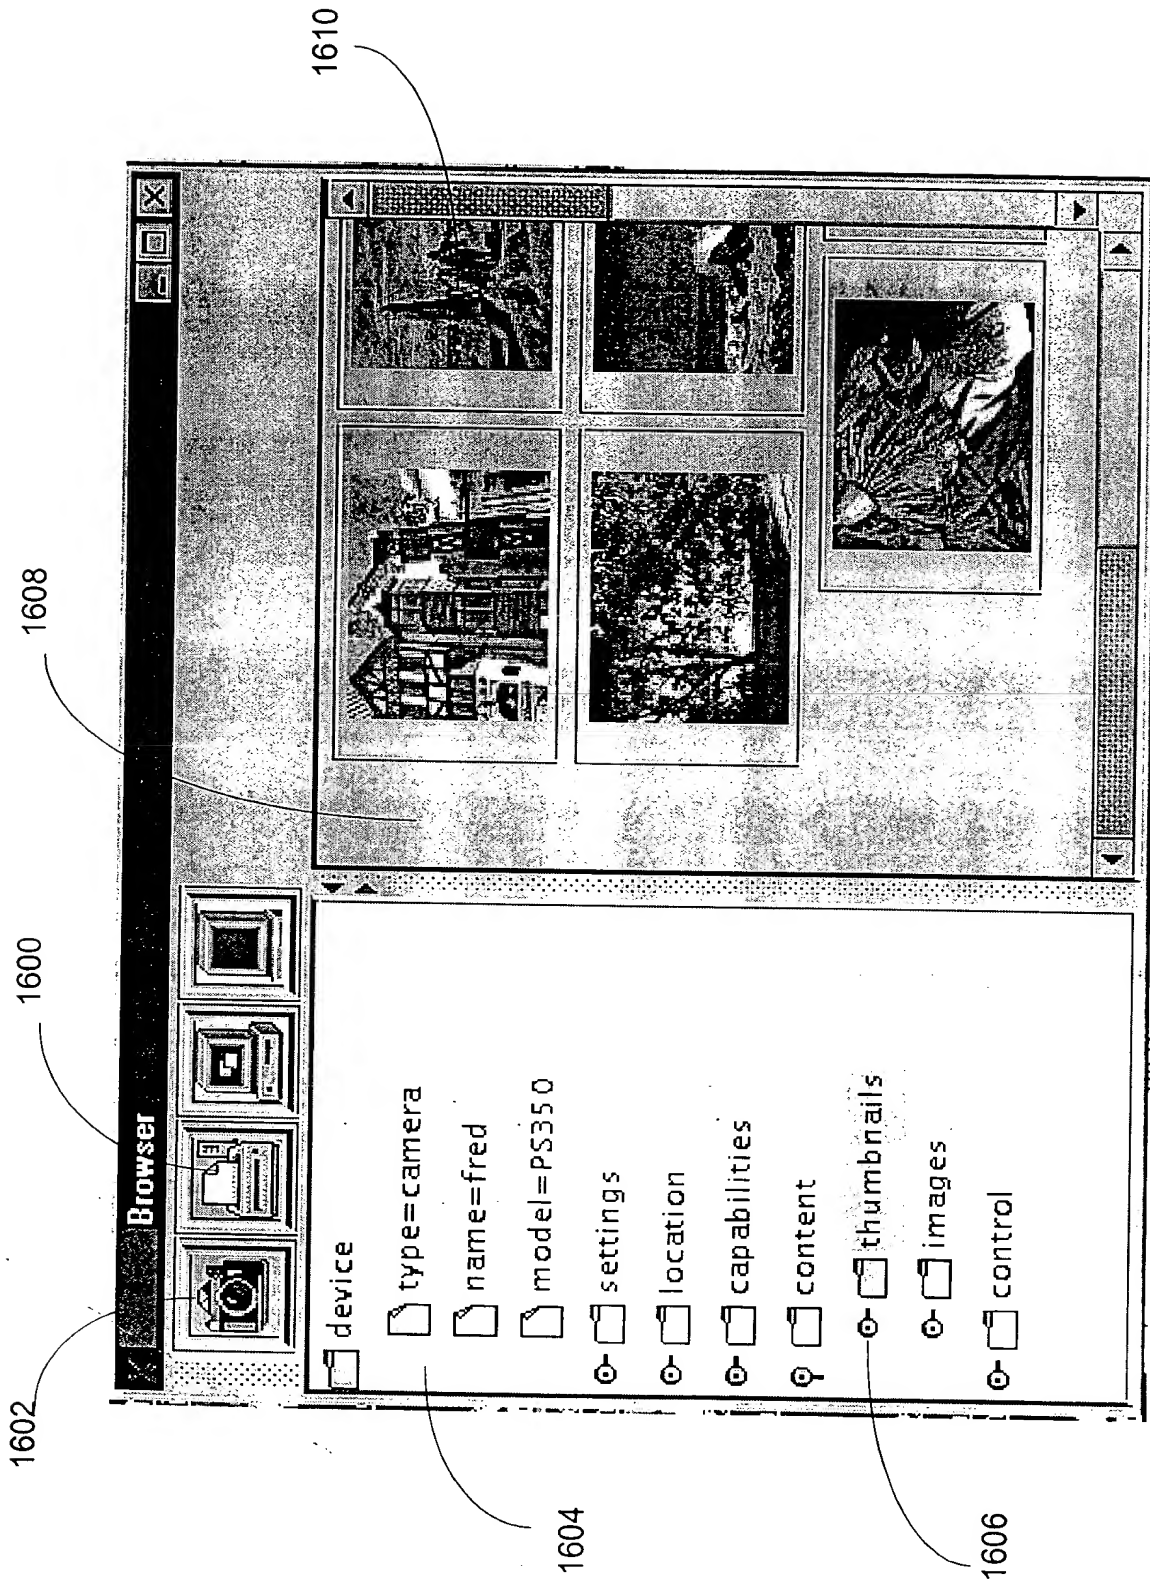 1602
1600
1608
1610
Browser
device
type=camera
name=fred
model=PS350
settings
location
capabilities
content
thumbnails
images
control
1604
1606